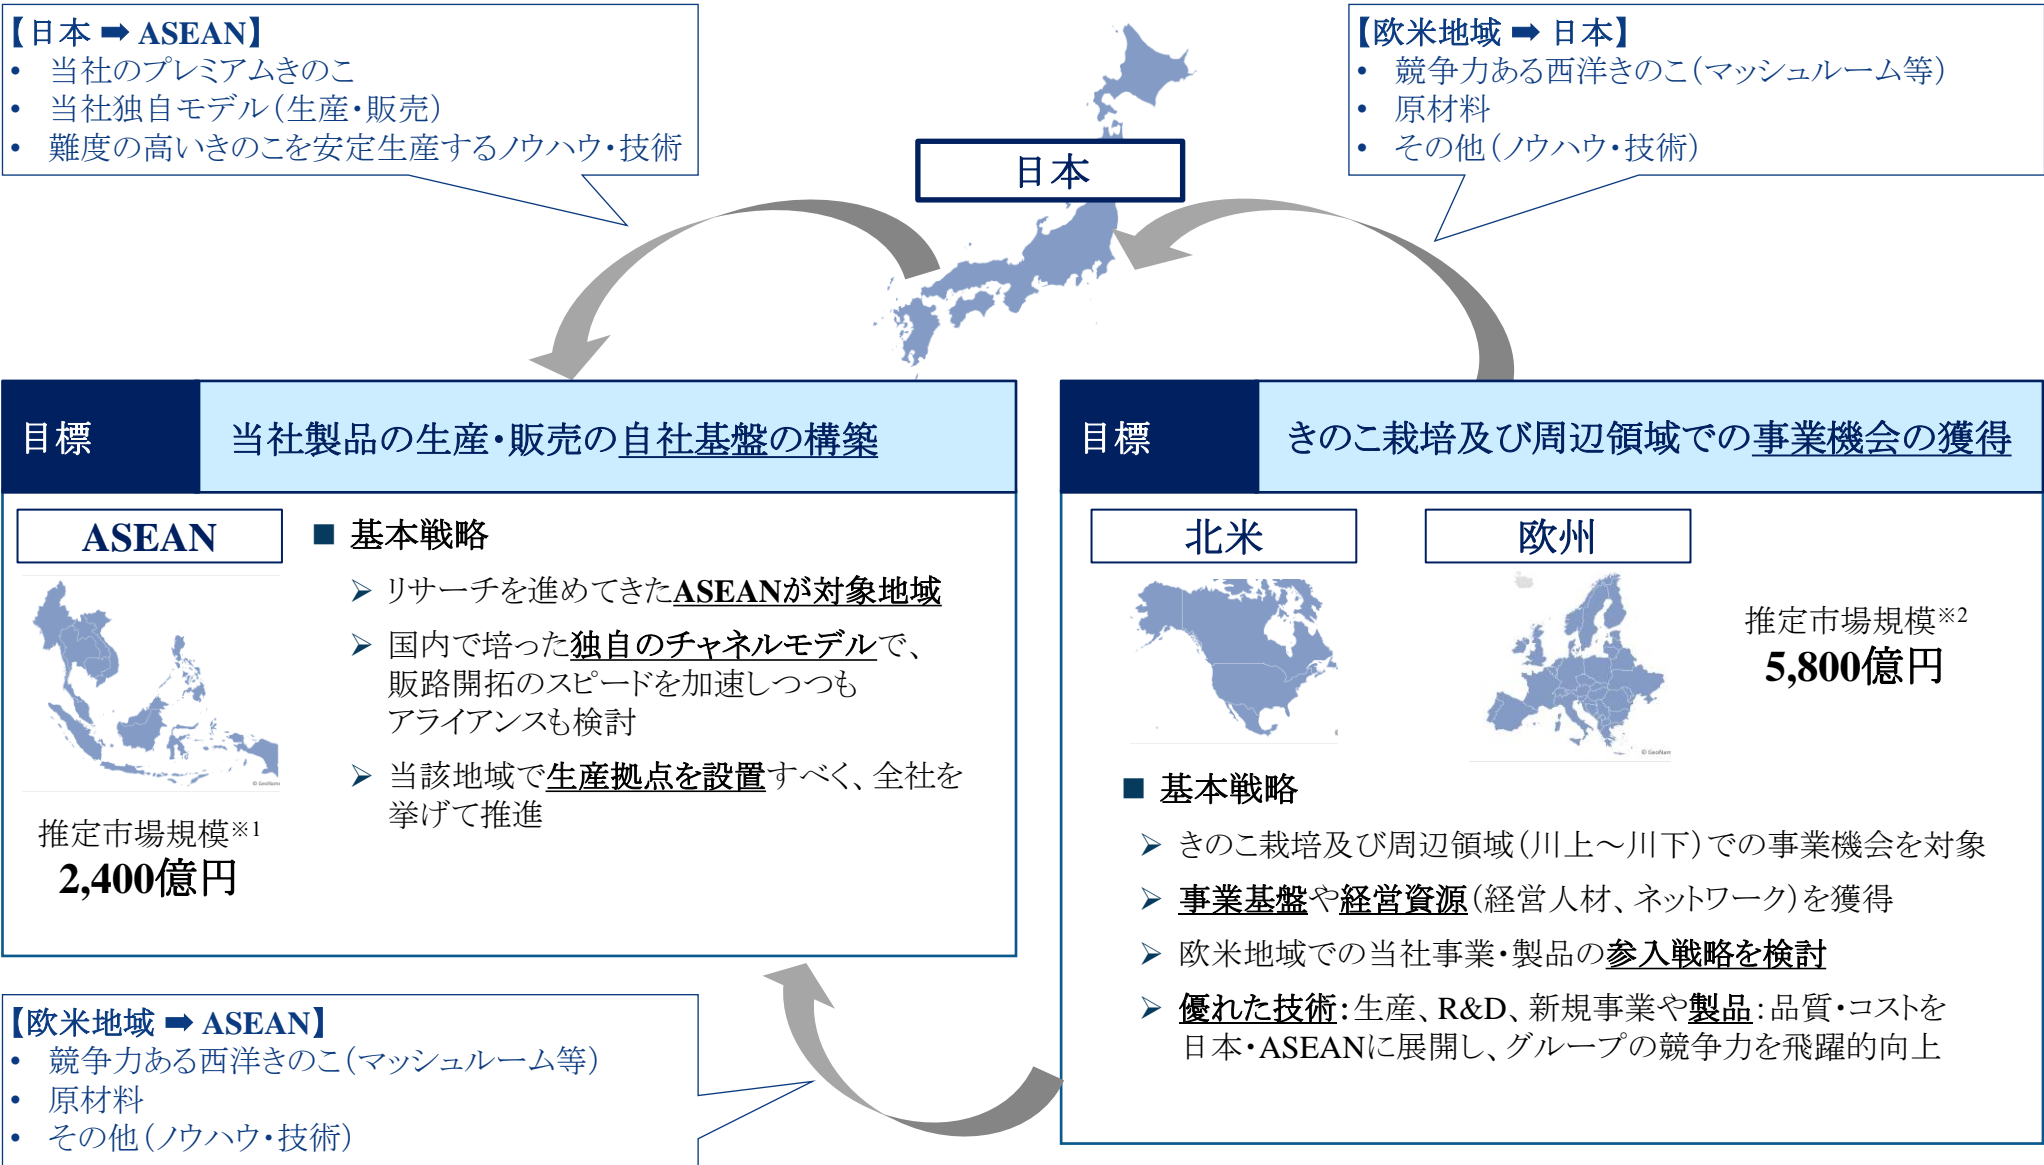 【日本 ➡ ASEAN】
• 当社のプレミアムきのこ
• 当社独自モデル（生産・販売）
• 難度の高いきのこを安定生産するノウハウ・技術
日本
【欧米地域 ➡ 日本】
• 競争力ある西洋きのこ（マッシュルーム等）
• 原材料
• その他（ノウハウ・技術）
目標
当社製品の生産・販売の自社基盤の構築
ASEAN
© GeoNam
推定市場規模※1
2,400億円
■ 基本戦略
➢ リサーチを進めてきたASEANが対象地域
➢ 国内で培った独自のチャネルモデルで、
販路開拓のスピードを加速しつつも
アライアンスも検討
➢ 当該地域で生産拠点を設置すべく、全社を
挙げて推進
目標
きのこ栽培及び周辺領域での事業機会の獲得
北米
欧州
© GeoNam
推定市場規模※2
5,800億円
■ 基本戦略
➢ きのこ栽培及び周辺領域（川上～川下）での事業機会を対象
➢ 事業基盤や経営資源（経営人材、ネットワーク）を獲得
➢ 欧米地域での当社事業・製品の参入戦略を検討
➢ 優れた技術：生産、R&D、新規事業や製品：品質・コストを
日本・ASEANに展開し、グループの競争力を飛躍的向上
【欧米地域 ➡ ASEAN】
• 競争力ある西洋きのこ（マッシュルーム等）
• 原材料
• その他（ノウハウ・技術）